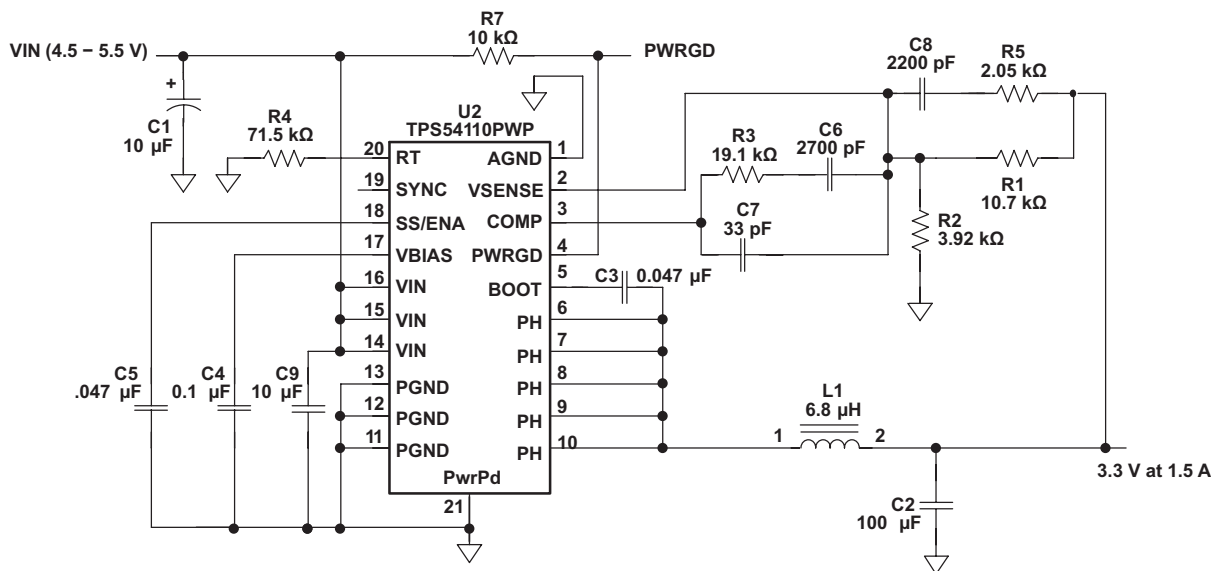 VIN (4.5 – 5.5 V)
R7
10 kΩ
PWRGD
C8
2200 pF
R5
2.05 kΩ
+
C1
10 µF
R4
71.5 kΩ
U2
TPS54110PWP
R3
19.1 kΩ
C6
2700 pF
R1
10.7 kΩ
C7
33 pF
R2
3.92 kΩ
20
RT
AGND
1
19
SYNC
VSENSE
2
18
SS/ENA
COMP
3
17
VBIAS
PWRGD
4
16
VIN
BOOT
5
C3
0.047 µF
15
VIN
PH
6
14
VIN
PH
7
13
PGND
PH
8
12
PGND
PH
9
11
PGND
PH
10
PwrPd
21
C5
.047 µF
C4
0.1 µF
C9
10 µF
L1
6.8 µH
1
2
3.3 V at 1.5 A
C2
100 µF